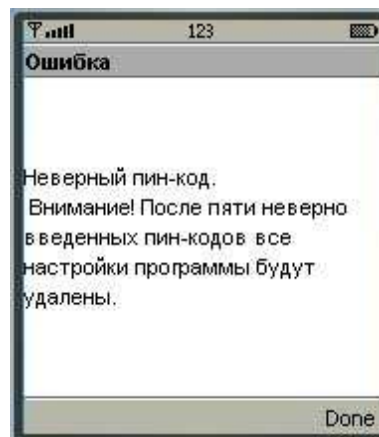 123
Ошибка
Неверный пин-код.
Внимание! После пяти неверно
введенных пин-кодов все
настройки программы будут
удалены.
Done